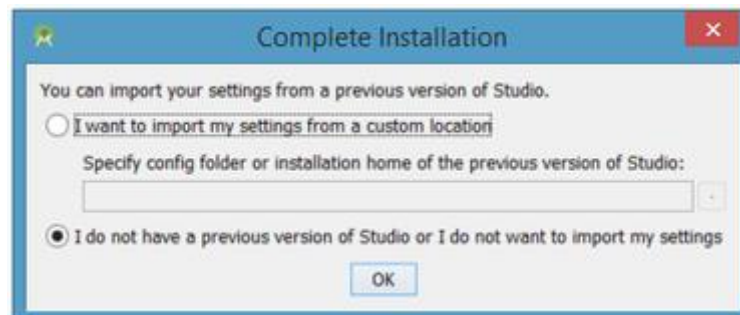 Complete Installation
You can import your settings from a previous version of Studio.
I want to import my settings from a custom location
Specify config folder or installation home of the previous version of Studio:
I do not have a previous version of Studio or I do not want to import my settings
OK